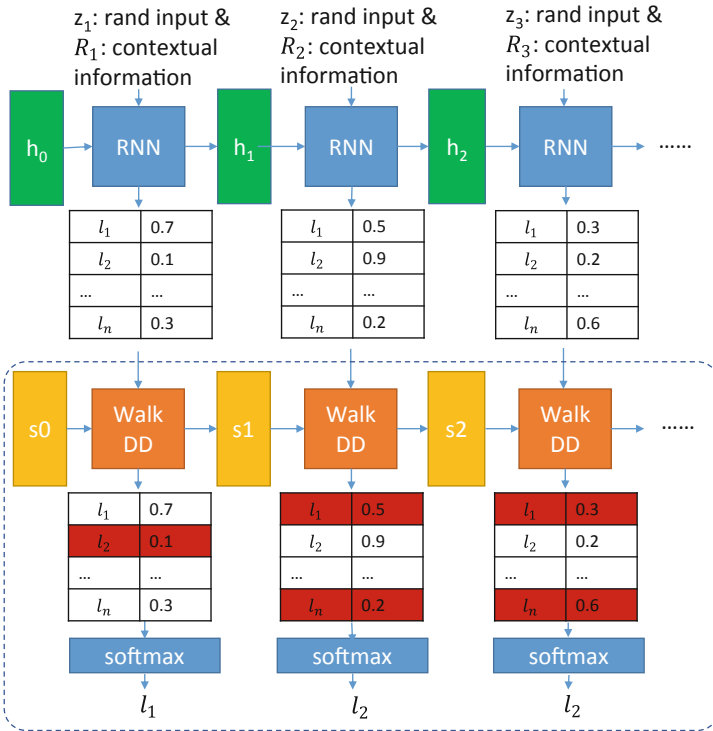 z₁: rand input &
R₁: contextual
information
z₂: rand input &
R₂: contextual
information
z₃: rand input &
R₃: contextual
information
h₀
RNN
h₁
RNN
h₂
RNN
......
l₁ 0.7
l₂ 0.1
... ...
lₙ 0.3
l₁ 0.5
l₂ 0.9
... ...
lₙ 0.2
l₁ 0.3
l₂ 0.2
... ...
lₙ 0.6
s0
Walk
DD
s1
Walk
DD
s2
Walk
DD
......
l₁ 0.7
l₂ 0.1
... ...
lₙ 0.3
l₁ 0.5
l₂ 0.9
... ...
lₙ 0.2
l₁ 0.3
l₂ 0.2
... ...
lₙ 0.6
softmax
softmax
softmax
l₁
l₂
l₂